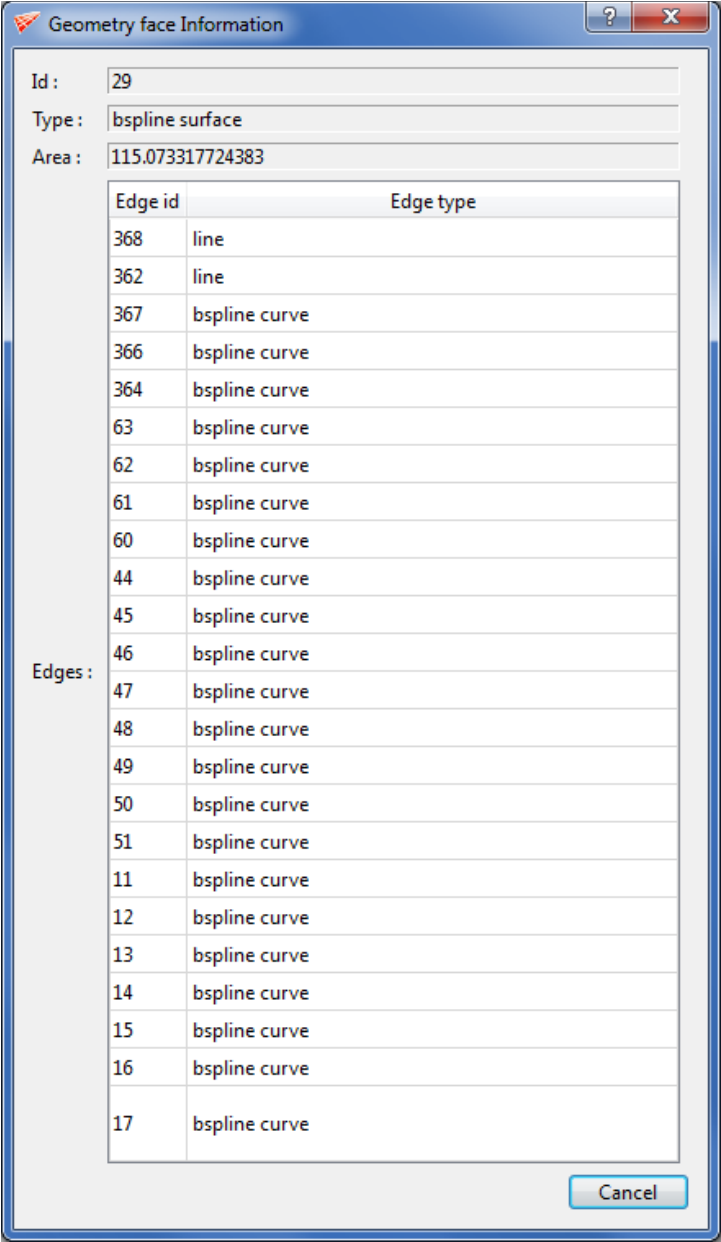 Geometry face Information
?
X
Id : 29
Type : bspline surface
Area : 115.073317724383
Edge id Edge type
368 line
362 line
367 bspline curve
366 bspline curve
364 bspline curve
63 bspline curve
62 bspline curve
61 bspline curve
60 bspline curve
44 bspline curve
45 bspline curve
46 bspline curve
Edges :
47 bspline curve
48 bspline curve
49 bspline curve
50 bspline curve
51 bspline curve
11 bspline curve
12 bspline curve
13 bspline curve
14 bspline curve
15 bspline curve
16 bspline curve
17 bspline curve
Cancel